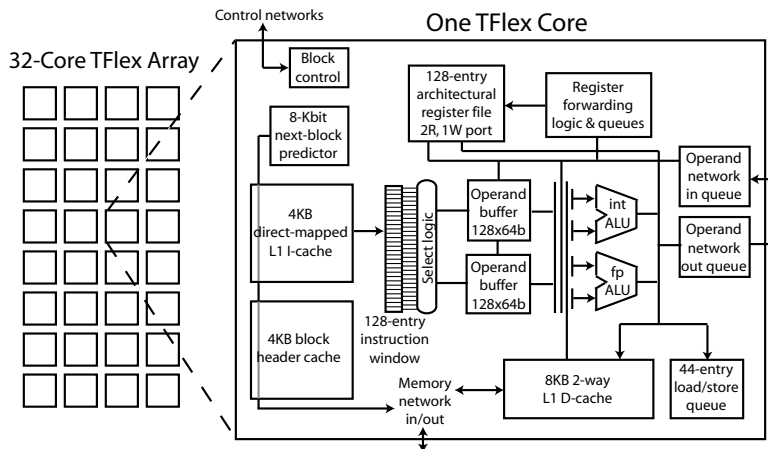 Control networks
One TFlex Core
32-Core TFlex Array
Block
control
8-Kbit
next-block
predictor
128-entry
architectural
register file
2R, 1W port
Register
forwarding
logic & queues
Operand
network
in queue
4KB
direct-mapped
L1 I-cache
Select logic
Operand
buffer
128x64b
int
ALU
Operand
network
out queue
Operand
buffer
128x64b
fp
ALU
4KB block
header cache
128-entry
instruction
window
Memory
network
in/out
8KB 2-way
L1 D-cache
44-entry
load/store
queue